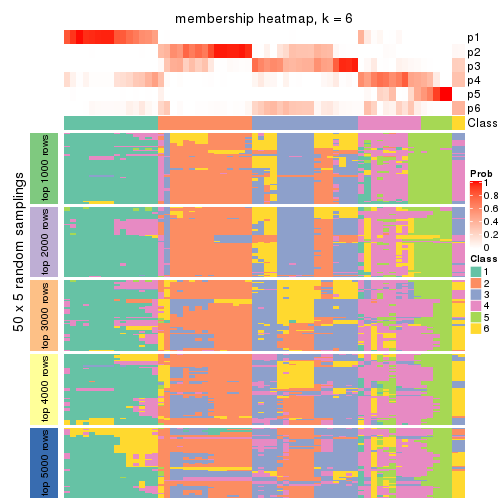 membership heatmap, k = 6
p1
p2
p3
p4
p5
p6
Class
50 x 5 random samplings
top 1000 rows
top 2000 rows
top 3000 rows
top 4000 rows
top 5000 rows
Prob
1
0.8
0.6
0.4
0.2
0
Class
1
2
3
4
5
6